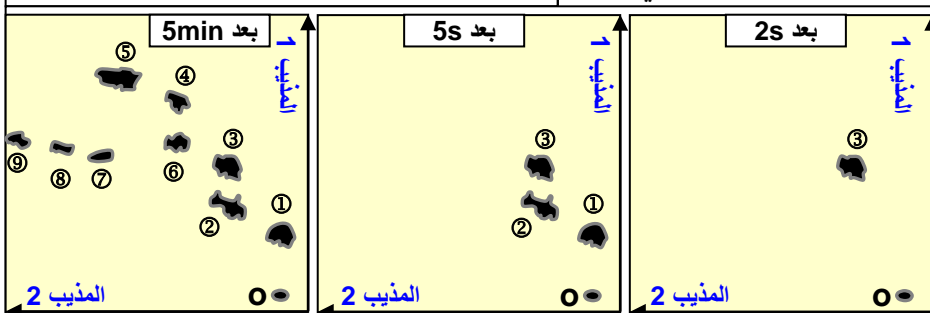 بعد 2s
المذيب 1
③
المذيب 2
O
بعد 5s
المذيب 1
③
②
①
المذيب 2
O
بعد 5min
المذيب 1
⑤
④
③
⑥
⑨
⑧
⑦
①
②
المذيب 2
O